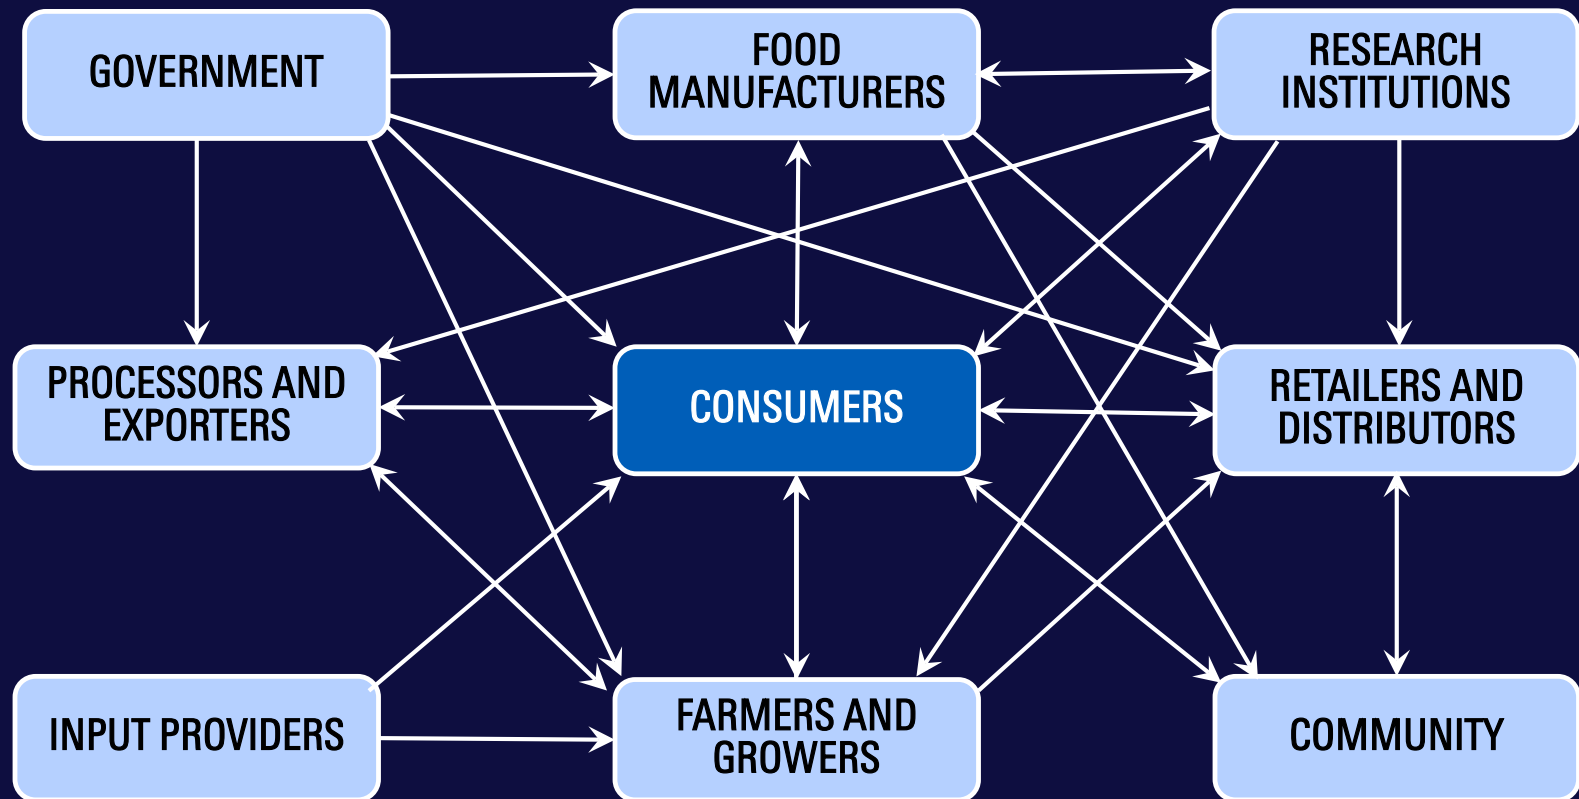 GOVERNMENT
FOOD
MANUFACTURERS
RESEARCH
INSTITUTIONS
PROCESSORS AND
EXPORTERS
CONSUMERS
RETAILERS AND
DISTRIBUTORS
INPUT PROVIDERS
FARMERS AND
GROWERS
COMMUNITY